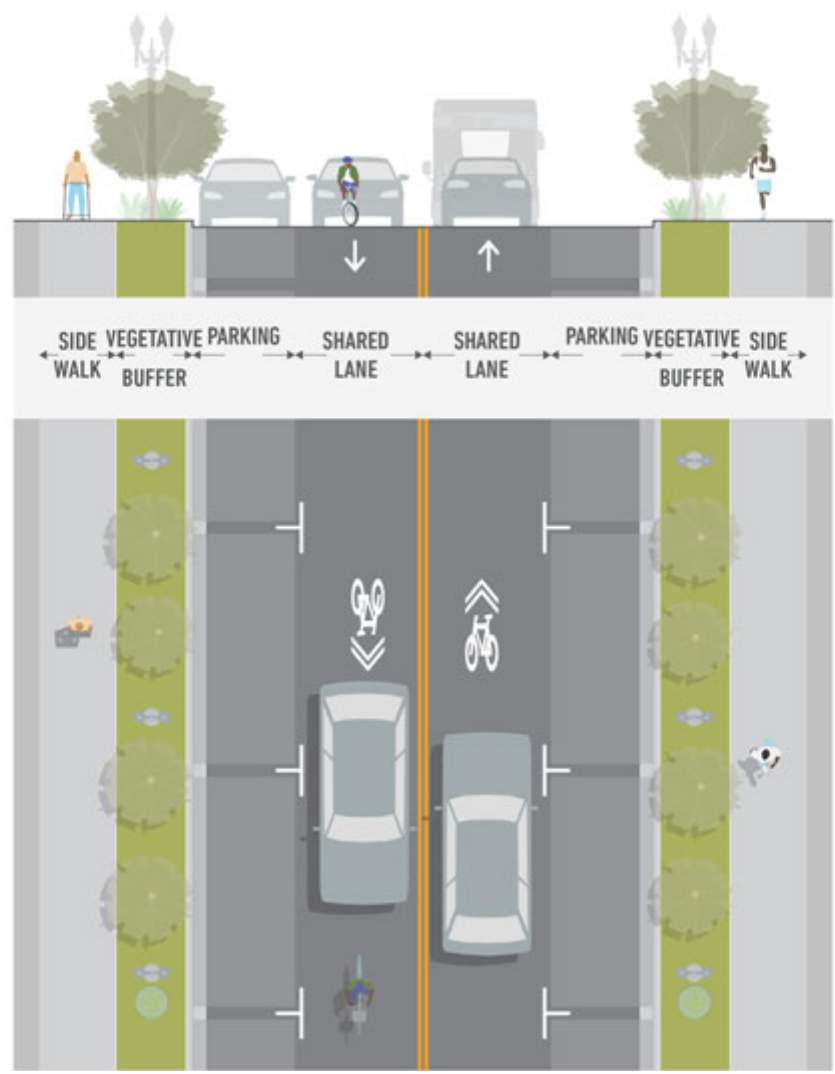 SIDE WALK
VEGETATIVE BUFFER
PARKING
SHARED LANE
SHARED LANE
PARKING
VEGETATIVE BUFFER
SIDE WALK